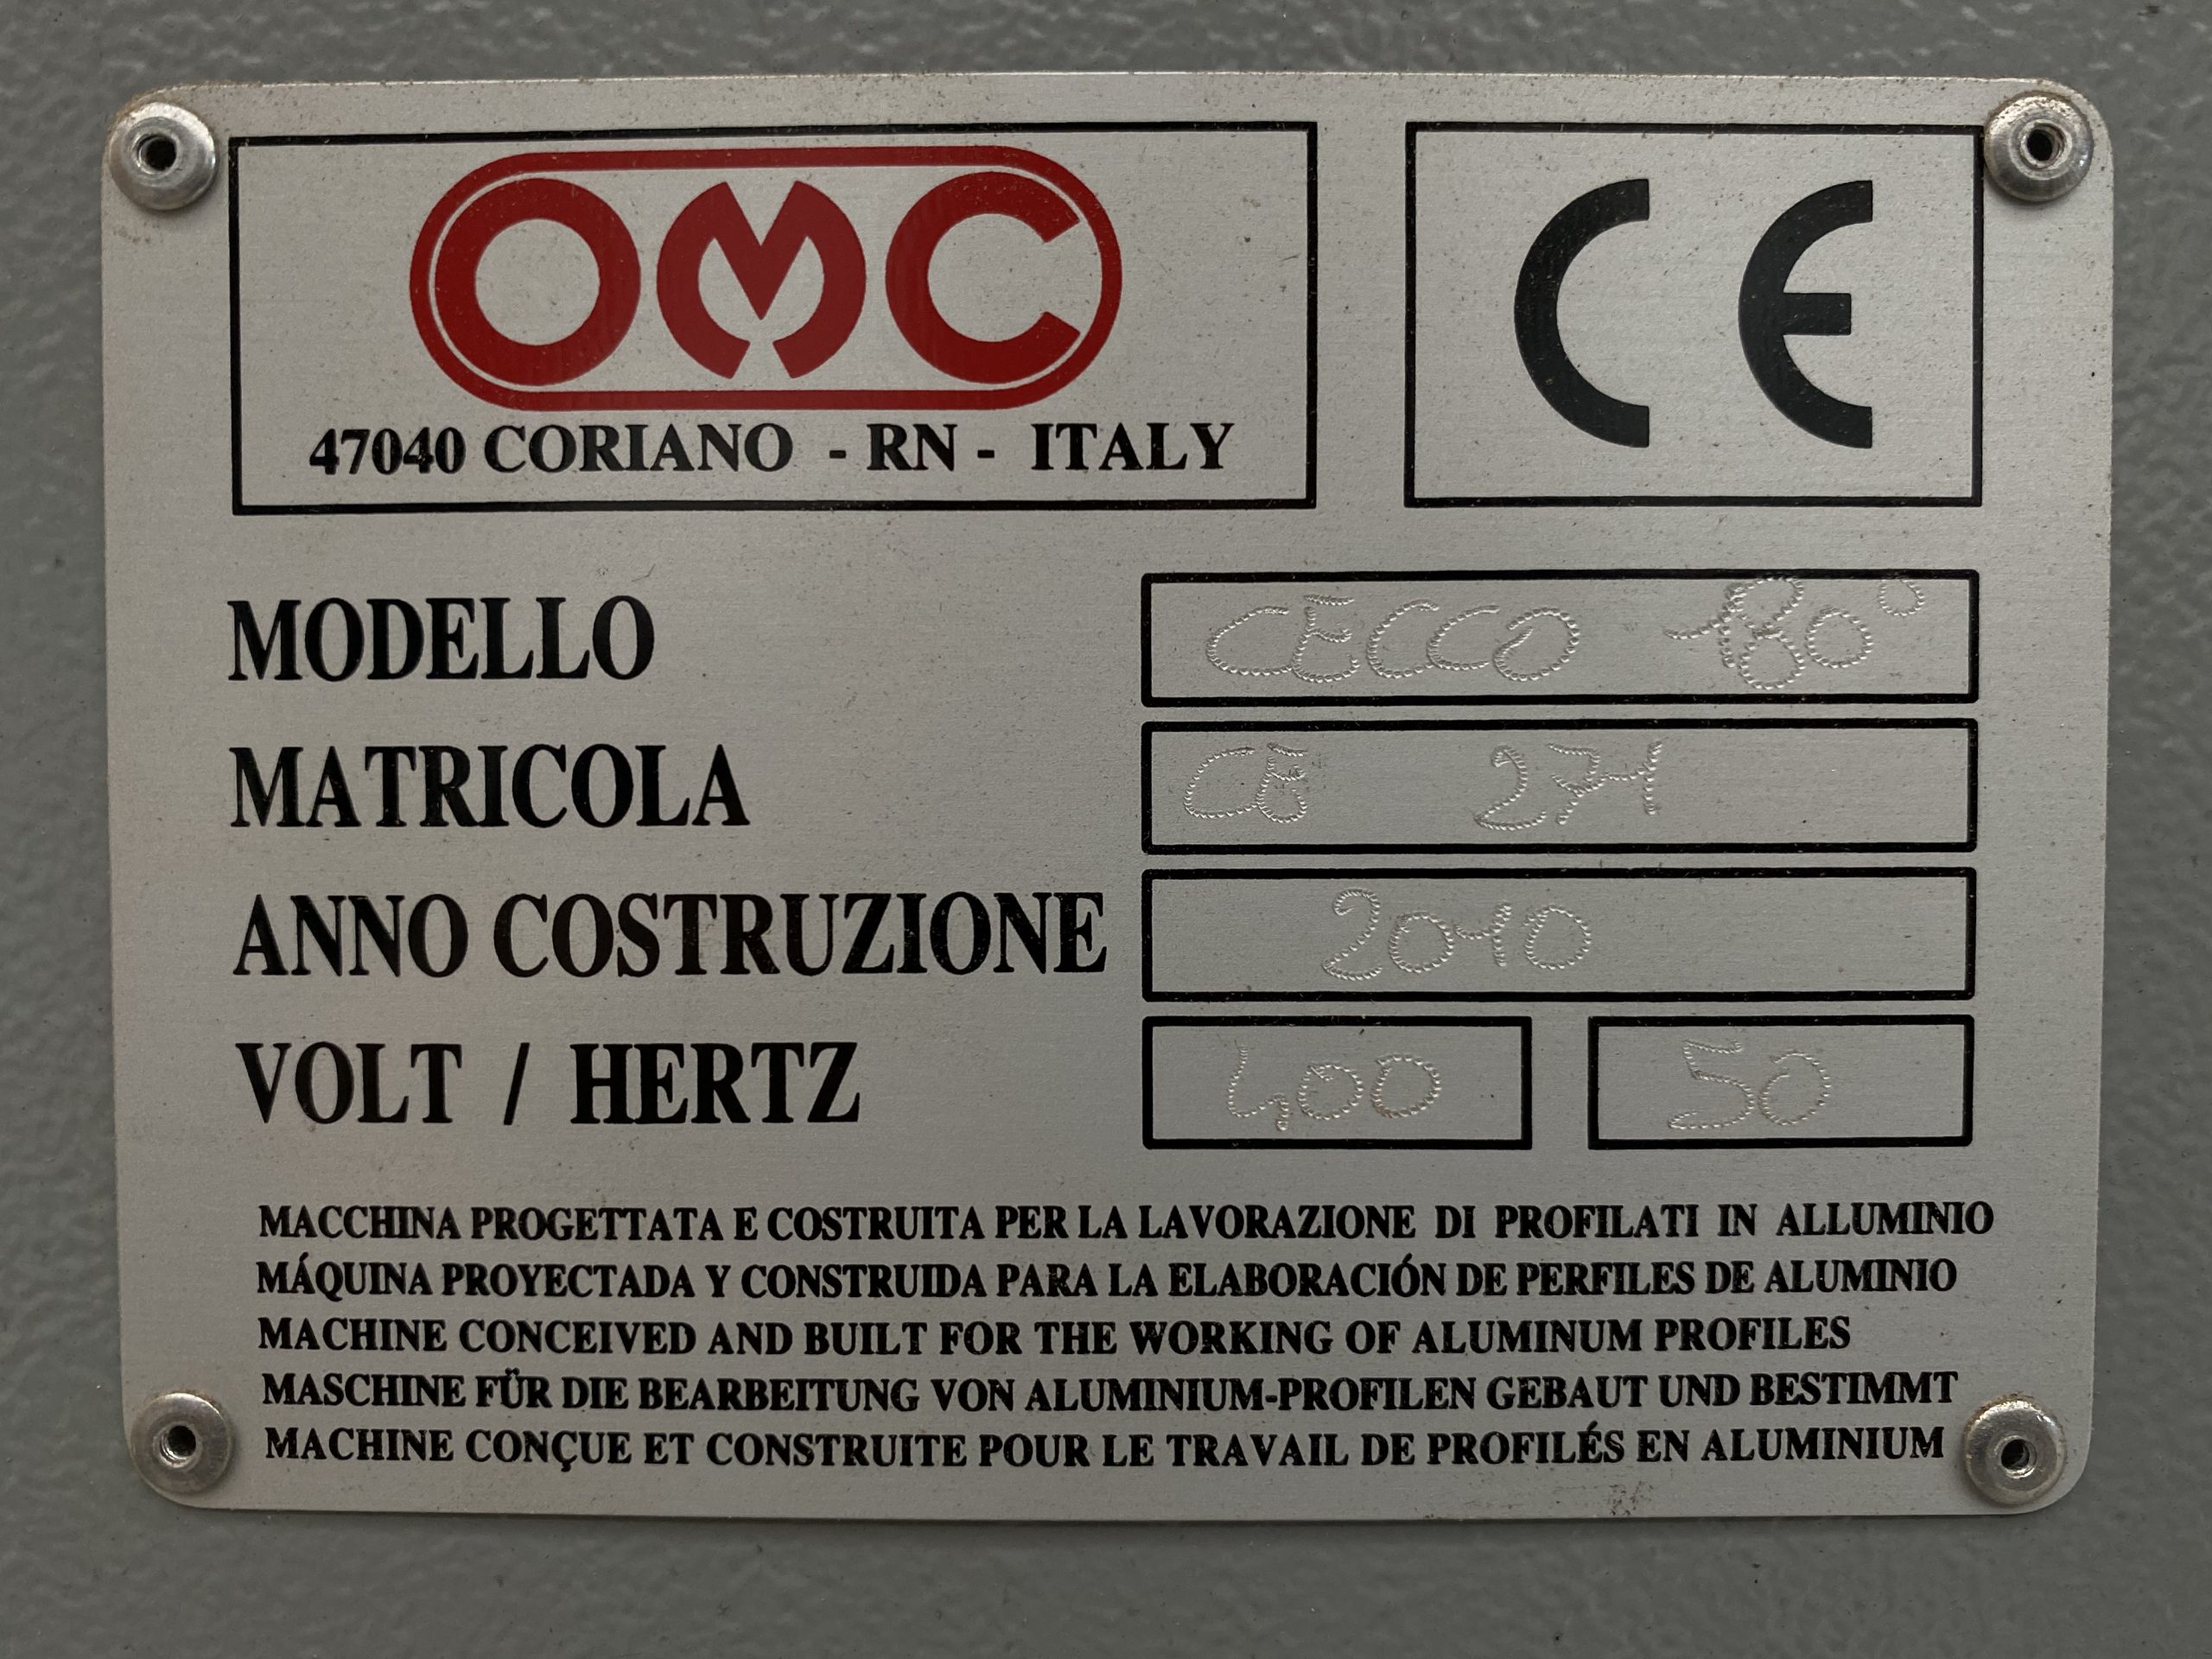 OMC
47040 CORIANO - RN - ITALY
CE
MODELLO CECCO 180°
MATRICOLA CE 271
ANNO COSTRUZIONE 2010
VOLT / HERTZ 400 50
MACCHINA PROGETTATA E COSTRUITA PER LA LAVORAZIONE DI PROFILATI IN ALLUMINIO
MÁQUINA PROYECTADA Y CONSTRUIDA PARA LA ELABORACIÓN DE PERFILES DE ALUMINIO
MACHINE CONCEIVED AND BUILT FOR THE WORKING OF ALUMINUM PROFILES
MASCHINE FÜR DIE BEARBEITUNG VON ALUMINIUM-PROFILEN GEBAUT UND BESTIMMT
MACHINE CONÇUE ET CONSTRUITE POUR LE TRAVAIL DE PROFILÉS EN ALUMINIUM